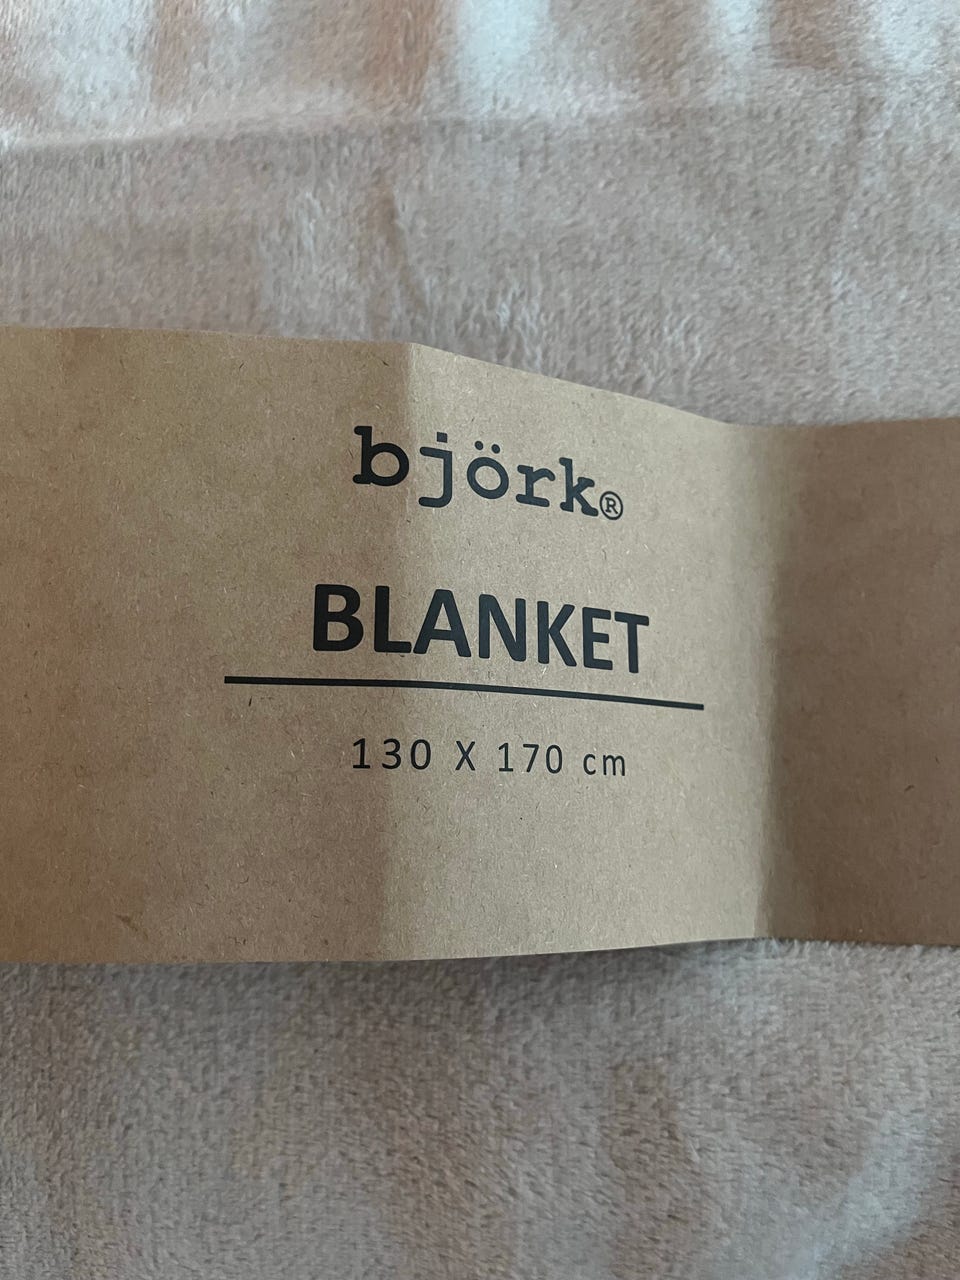 björk®
BLANKET
130 X 170 cm